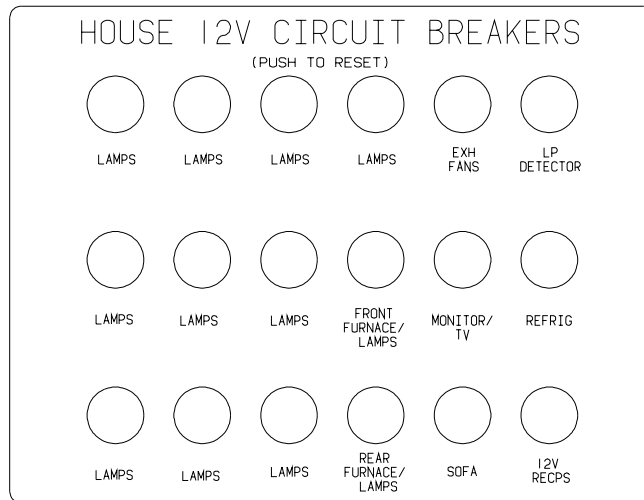 HOUSE 12V CIRCUIT BREAKERS
(PUSH TO RESET)
LAMPS LAMPS LAMPS LAMPS EXH FANS LP DETECTOR
LAMPS LAMPS LAMPS FRONT FURNACE/ LAMPS MONITOR/ TV REFRIG
LAMPS LAMPS LAMPS REAR FURNACE/ LAMPS SOFA 12V RECPS